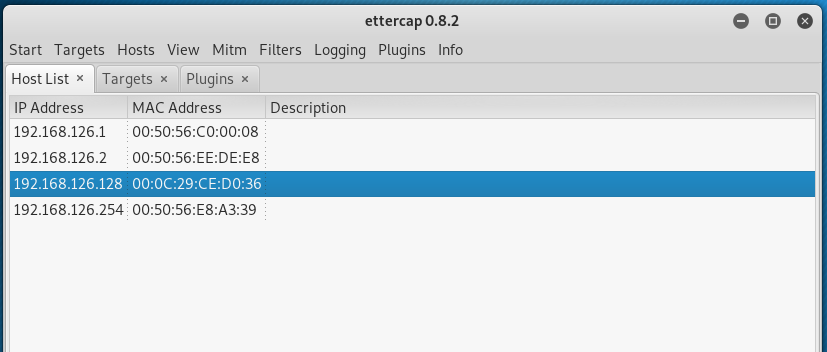 ettercap 0.8.2
Start Targets Hosts View Mitm Filters Logging Plugins Info
Host List × Targets × Plugins ×
IP Address MAC Address Description
192.168.126.1 00:50:56:C0:00:08
192.168.126.2 00:50:56:EE:DE:E8
192.168.126.128 00:0C:29:CE:D0:36
192.168.126.254 00:50:56:E8:A3:39